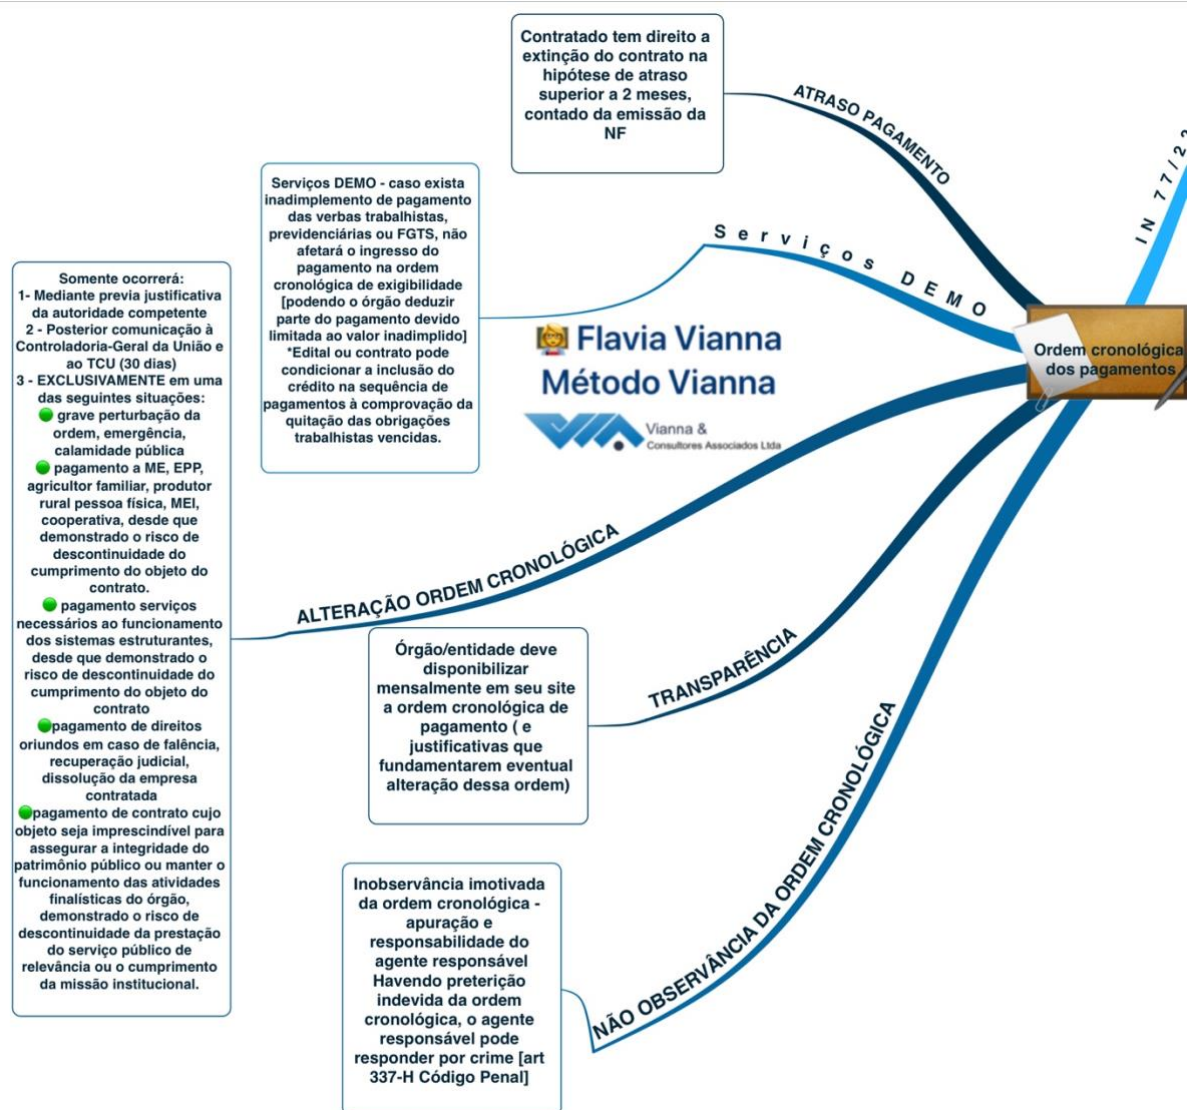 Contratado tem direito a
extinção do contrato na
hipótese de atraso
superior a 2 meses,
contado da emissão da
NF
ATRASO PAGAMENTO
IN 77/22
Serviços DEMO - caso exista
inadimplemento de pagamento
das verbas trabalhistas,
previdenciárias ou FGTS, não
afetará o ingresso do
pagamento na ordem
cronológica de exigibilidade
[podendo o órgão deduzir
parte do pagamento devido
limitada ao valor inadimplido]
*Edital ou contrato pode
condicionar a inclusão do
crédito na sequência de
pagamentos à comprovação da
quitação das obrigações
trabalhistas vencidas.
Serviços DEMO
Ordem cronológica
dos pagamentos
Flavia Vianna
Método Vianna
Vianna &
Consultores Associados Ltda
Somente ocorrerá:
1- Mediante previa justificativa
da autoridade competente
2 - Posterior comunicação à
Controladoria-Geral da União e
ao TCU (30 dias)
3 - EXCLUSIVAMENTE em uma
das seguintes situações:
grave perturbação da
ordem, emergência,
calamidade pública
pagamento a ME, EPP,
agricultor familiar, produtor
rural pessoa física, MEI,
cooperativa, desde que
demonstrado o risco de
descontinuidade do
cumprimento do objeto do
contrato.
pagamento serviços
necessários ao funcionamento
dos sistemas estruturantes,
desde que demonstrado o
risco de descontinuidade do
cumprimento do objeto do
contrato
pagamento de direitos
oriundos em caso de falência,
recuperação judicial,
dissolução da empresa
contratada
pagamento de contrato cujo
objeto seja imprescindível para
assegurar a integridade do
patrimônio público ou manter o
funcionamento das atividades
finalísticas do órgão,
demonstrado o risco de
descontinuidade da prestação
do serviço público de
relevância ou o cumprimento
da missão institucional.
ALTERAÇÃO ORDEM CRONOLÓGICA
Órgão/entidade deve
disponibilizar
mensalmente em seu site
a ordem cronológica de
pagamento ( e
justificativas que
fundamentarem eventual
alteração dessa ordem)
TRANSPARÊNCIA
Inobservância imotivada
da ordem cronológica -
apuração e
responsabilidade do
agente responsável
Havendo preterição
indevida da ordem
cronológica, o agente
responsável pode
responder por crime [art
337-H Código Penal]
NÃO OBSERVÂNCIA DA ORDEM CRONOLÓGICA